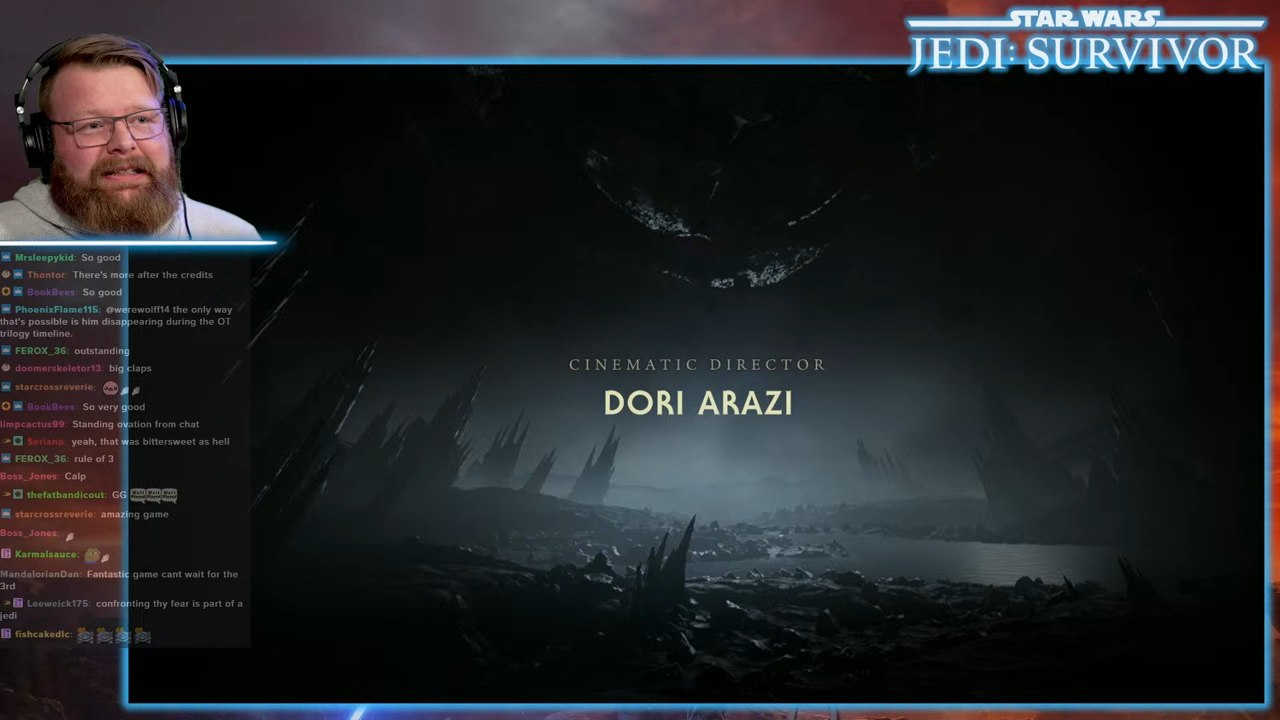 STAR WARS
JEDI: SURVIVOR
Mrsleepykid: So good
Thontor: There's more after the credits
BookBees: So good
PhoenixFlame115: @werewolff14 the only way
that's possible is him disappearing during the OT
trilogy timeline.
FEROX_36: outstanding
doomerskeletor13: big claps
starcrossreverie:
BookBees: So very good
limpcactus99: Standing ovation from chat
Seriano: yeah, that was bittersweet as hell
FEROX_36: rule of 3
Boss_Jones: Calp
thefatbandicout: GG
starcrossreverie: amazing game
Boss_Jones:
Karmalsauce:
MandalorianDan: Fantastic game cant wait for the
3rd
Leeweick175: confronting thy fear is part of a
jedi
fishcakedlc:
CINEMATIC DIRECTOR
DORI ARAZI